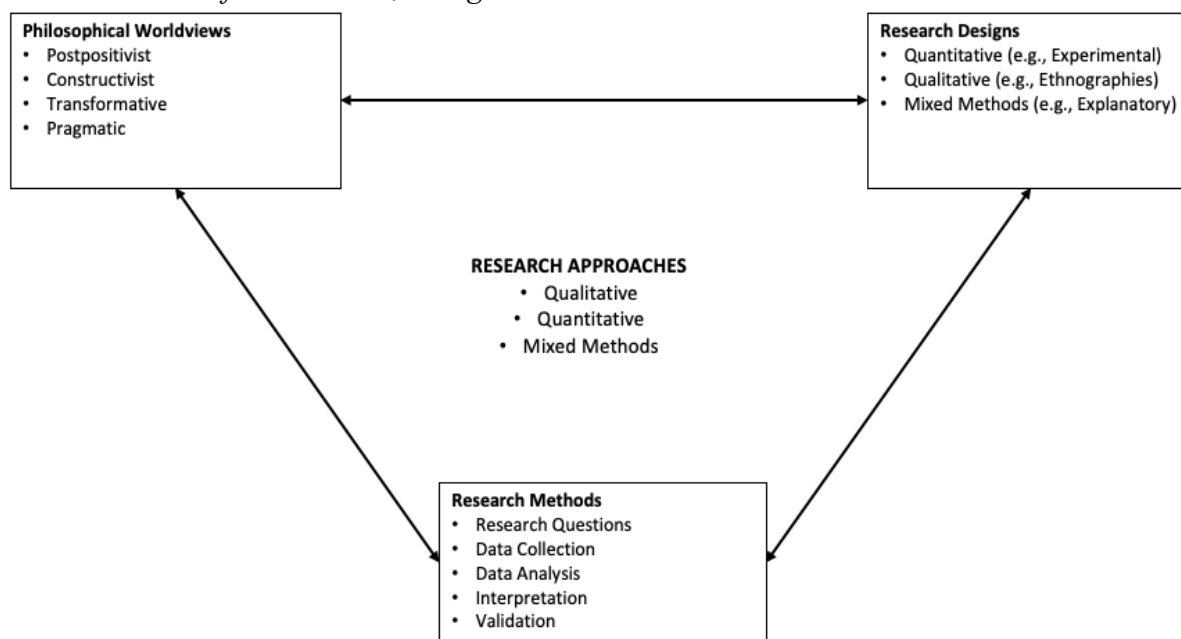 Philosophical Worldviews
• Postpositivist
• Constructivist
• Transformative
• Pragmatic
Research Designs
• Quantitative (e.g., Experimental)
• Qualitative (e.g., Ethnographies)
• Mixed Methods (e.g., Explanatory)
RESEARCH APPROACHES
• Qualitative
• Quantitative
• Mixed Methods
Research Methods
• Research Questions
• Data Collection
• Data Analysis
• Interpretation
• Validation